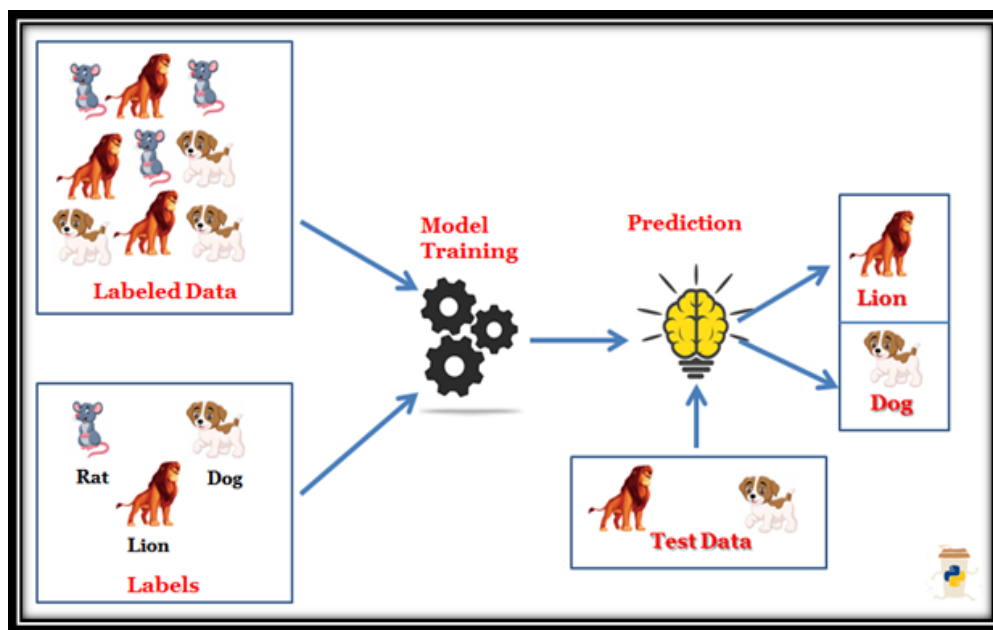 Labeled Data
Rat
Dog
Lion
Labels
Model
Training
Prediction
Test Data
Lion
Dog